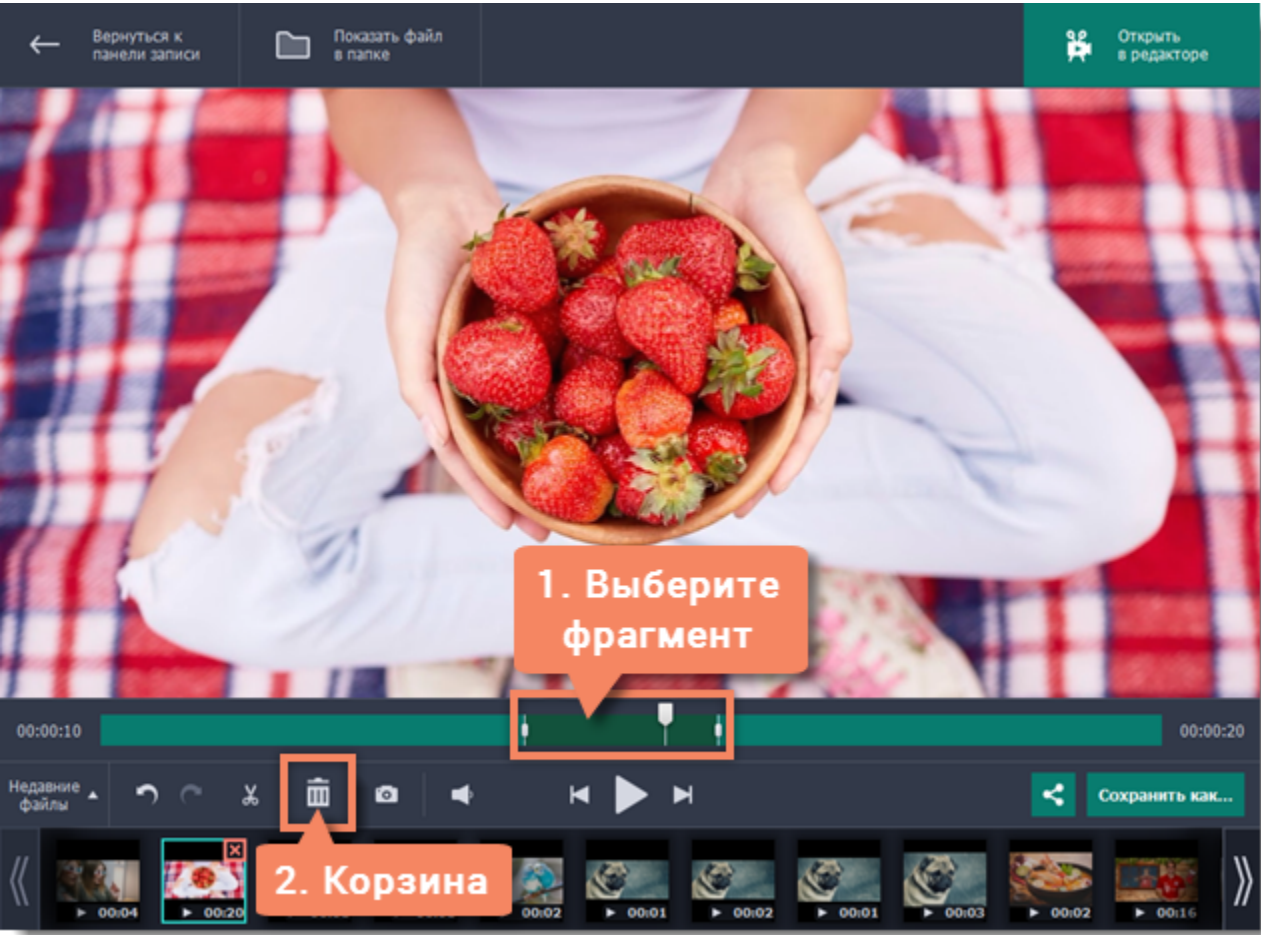 Вернуться к
панели записи
Показать файл
в папке
Открыть
в редакторе
1. Выберите
фрагмент
00:00:10
00:00:20
Недавние
файлы
Сохранить как...
2. Корзина
00:04
00:20
00:02
00:01
00:02
00:01
00:03
00:02
00:16